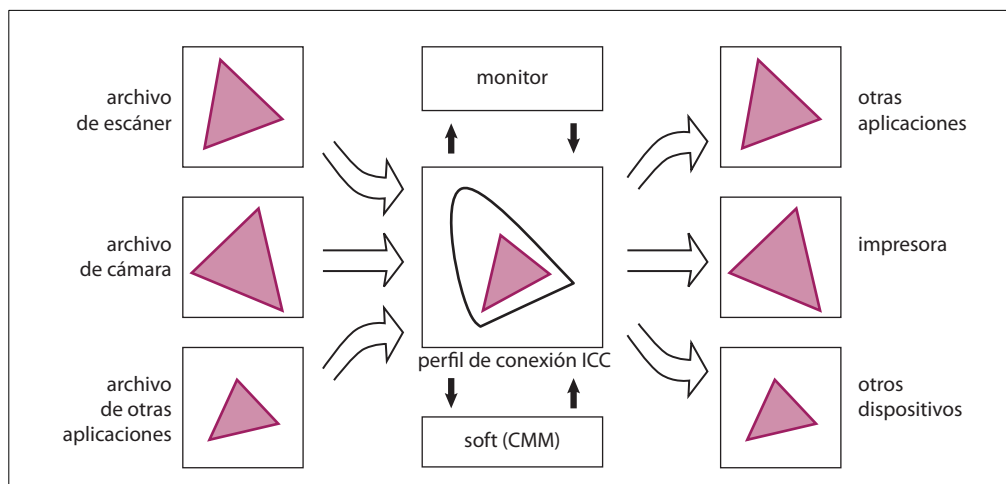 archivo
de escáner
monitor
otras
aplicaciones
archivo
de cámara
impresora
perfil de conexión ICC
archivo
de otras
aplicaciones
soft (CMM)
otros
dispositivos